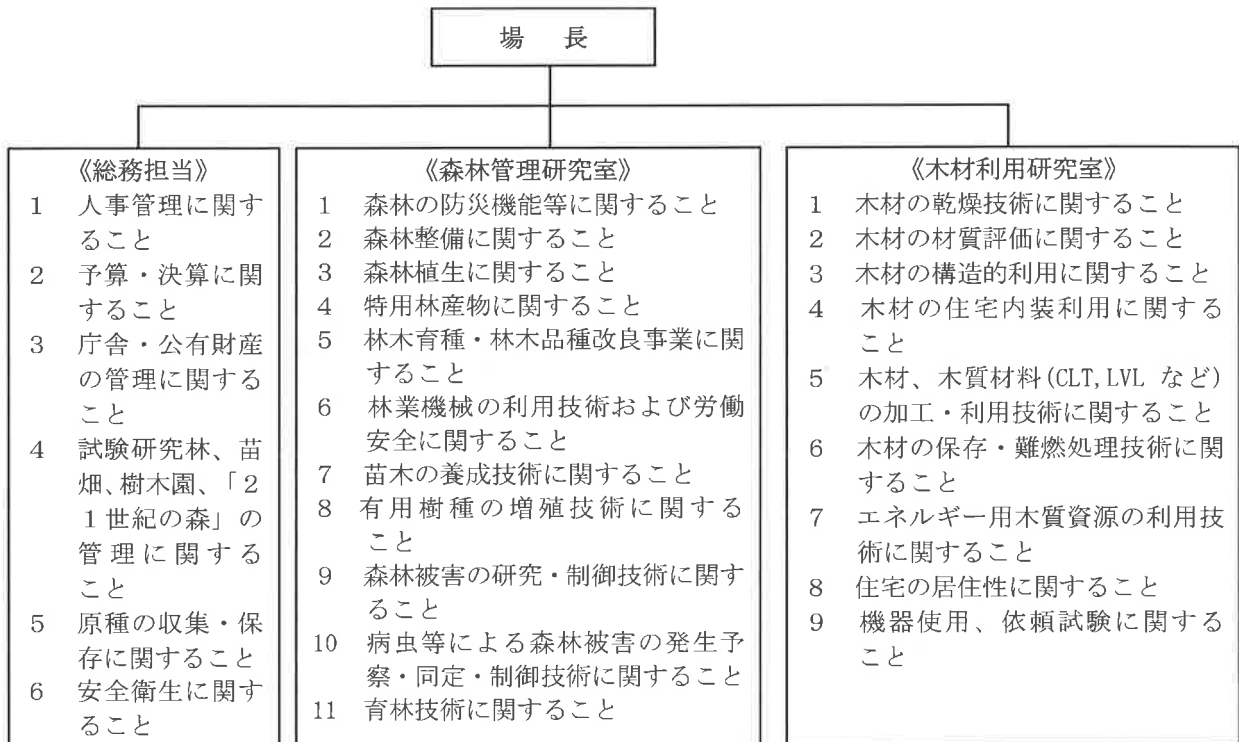 場　長
《総務担当》
1　人事管理に関す
ること
2　予算・決算に関
すること
3　庁舎・公有財産
の管理に関する
こと
4　試験研究林、苗
畑、樹木園、「2
1世紀の森」の
管理に関する
こと
5　原種の収集・保
存に関すること
6　安全衛生に関す
ること
《森林管理研究室》
1　森林の防災機能等に関すること
2　森林整備に関すること
3　森林植生に関すること
4　特用林産物に関すること
5　林木育種・林木品種改良事業に関
すること
6　林業機械の利用技術および労働
安全に関すること
7　苗木の養成技術に関すること
8　有用樹種の増殖技術に関する
こと
9　森林被害の研究・制御技術に関す
ること
10　病虫等による森林被害の発生予
察・同定・制御技術に関すること
11　育林技術に関すること
《木材利用研究室》
1　木材の乾燥技術に関すること
2　木材の材質評価に関すること
3　木材の構造的利用に関すること
4　木材の住宅内装利用に関する
こと
5　木材、木質材料(CLT,LVL など)
の加工・利用技術に関すること
6　木材の保存・難燃処理技術に関
すること
7　エネルギー用木質資源の利用技
術に関すること
8　住宅の居住性に関すること
9　機器使用、依頼試験に関する
こと